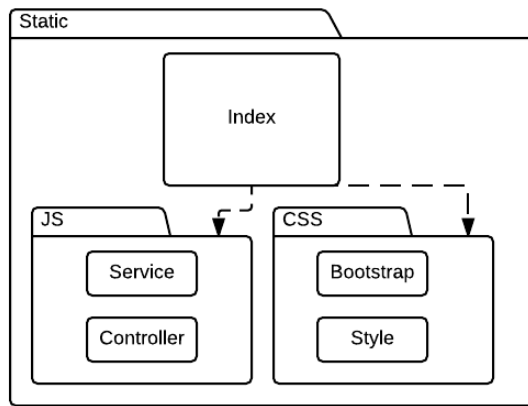 Static
Index
JS
CSS
Service
Bootstrap
Controller
Style